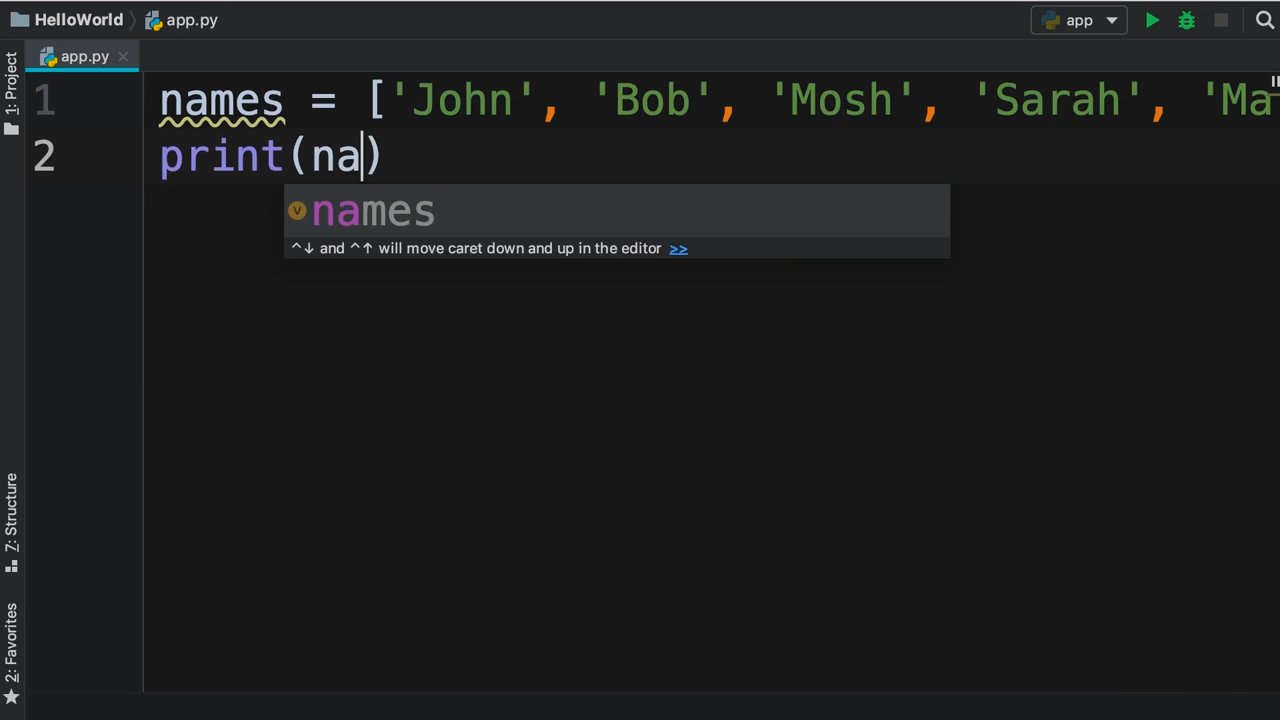 HelloWorld app.py
app
app.py
1: Project
1 names = ['John', 'Bob', 'Mosh', 'Sarah', 'Ma
2 print(na)
names
^↓ and ^↑ will move caret down and up in the editor >>
7: Structure
2: Favorites